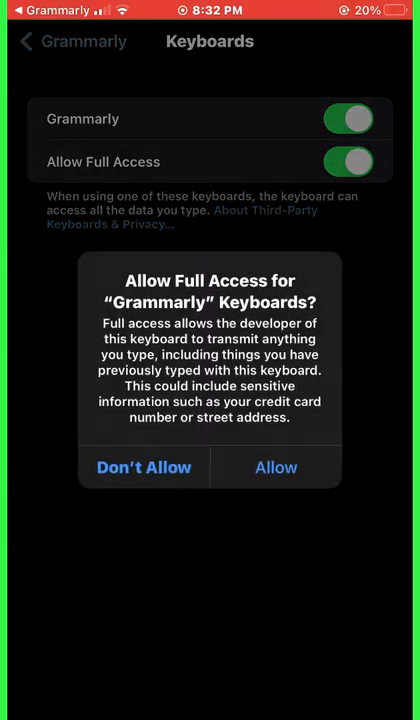 Grammarly 8:32 PM 20%
Grammarly Keyboards
Grammarly
Allow Full Access
When using one of these keyboards, the keyboard can
access all the data you type. About Third-Party
Keyboards & Privacy...
Allow Full Access for
“Grammarly” Keyboards?
Full access allows the developer of
this keyboard to transmit anything
you type, including things you have
previously typed with this keyboard.
This could include sensitive
information such as your credit card
number or street address.
Don’t Allow Allow